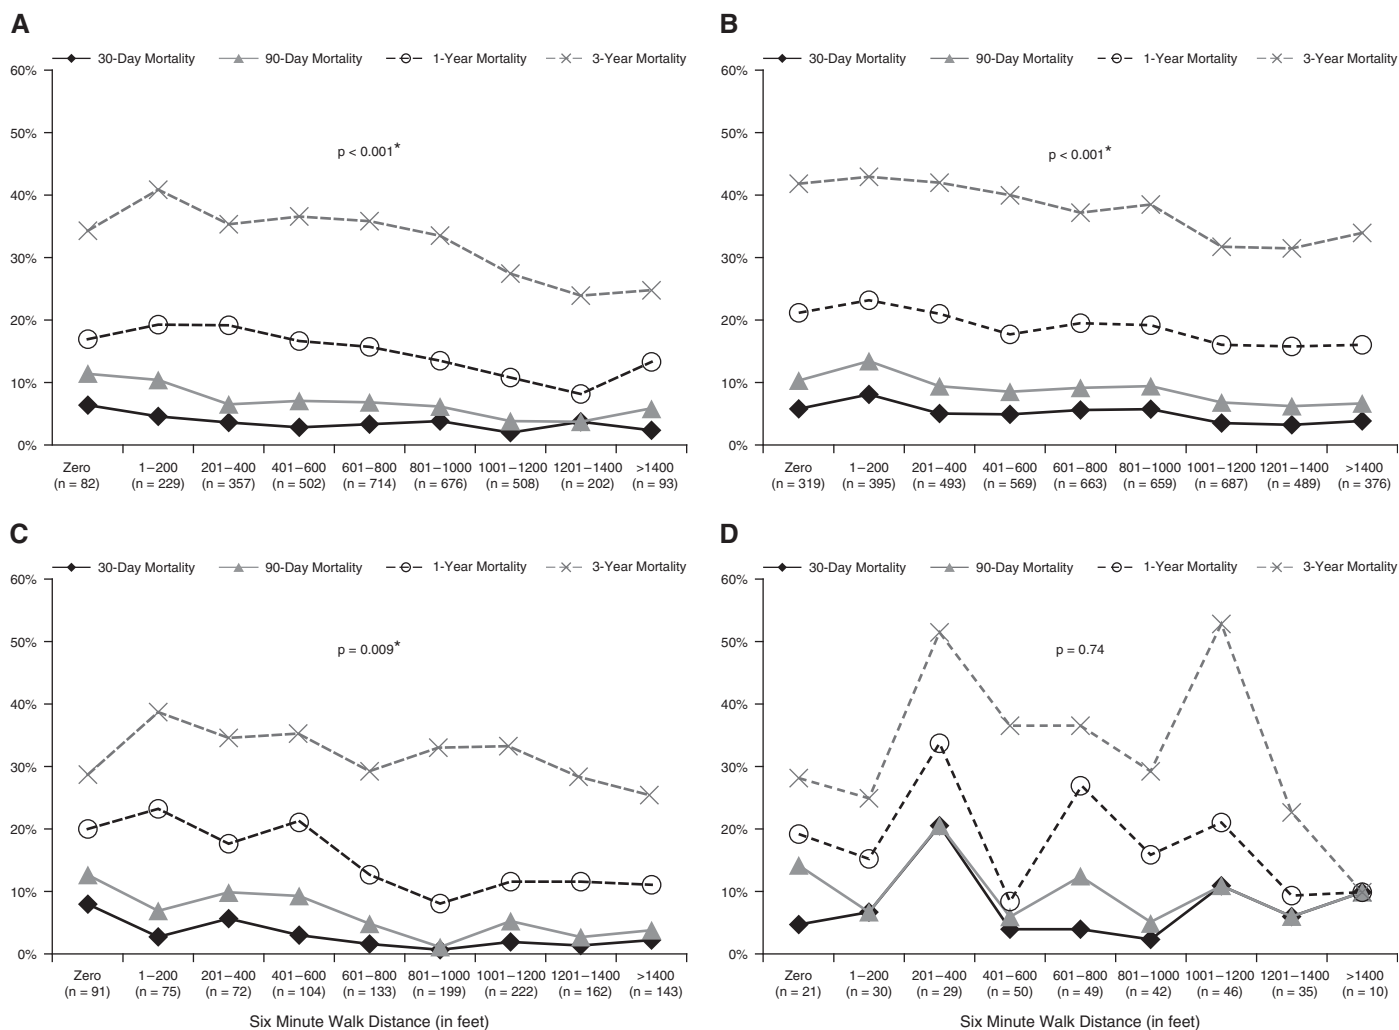 A
30-Day Mortality 90-Day Mortality 1-Year Mortality 3-Year Mortality
60%
50%
p < 0.001*
40%
30%
20%
10%
0%
Zero 1–200 201–400 401–600 601–800 801–1000 1001–1200 1201–1400 >1400
(n = 82) (n = 229) (n = 357) (n = 502) (n = 714) (n = 676) (n = 508) (n = 202) (n = 93)
B
30-Day Mortality 90-Day Mortality 1-Year Mortality 3-Year Mortality
60%
50%
p < 0.001*
40%
30%
20%
10%
0%
Zero 1–200 201–400 401–600 601–800 801–1000 1001–1200 1201–1400 >1400
(n = 319) (n = 395) (n = 493) (n = 569) (n = 663) (n = 659) (n = 687) (n = 489) (n = 376)
C
30-Day Mortality 90-Day Mortality 1-Year Mortality 3-Year Mortality
60%
50%
p = 0.009*
40%
30%
20%
10%
0%
Zero 1–200 201–400 401–600 601–800 801–1000 1001–1200 1201–1400 >1400
(n = 91) (n = 75) (n = 72) (n = 104) (n = 133) (n = 199) (n = 222) (n = 162) (n = 143)
Six Minute Walk Distance (in feet)
D
30-Day Mortality 90-Day Mortality 1-Year Mortality 3-Year Mortality
60%
50%
p = 0.74
40%
30%
20%
10%
0%
Zero 1–200 201–400 401–600 601–800 801–1000 1001–1200 1201–1400 >1400
(n = 21) (n = 30) (n = 29) (n = 50) (n = 49) (n = 42) (n = 46) (n = 35) (n = 10)
Six Minute Walk Distance (in feet)